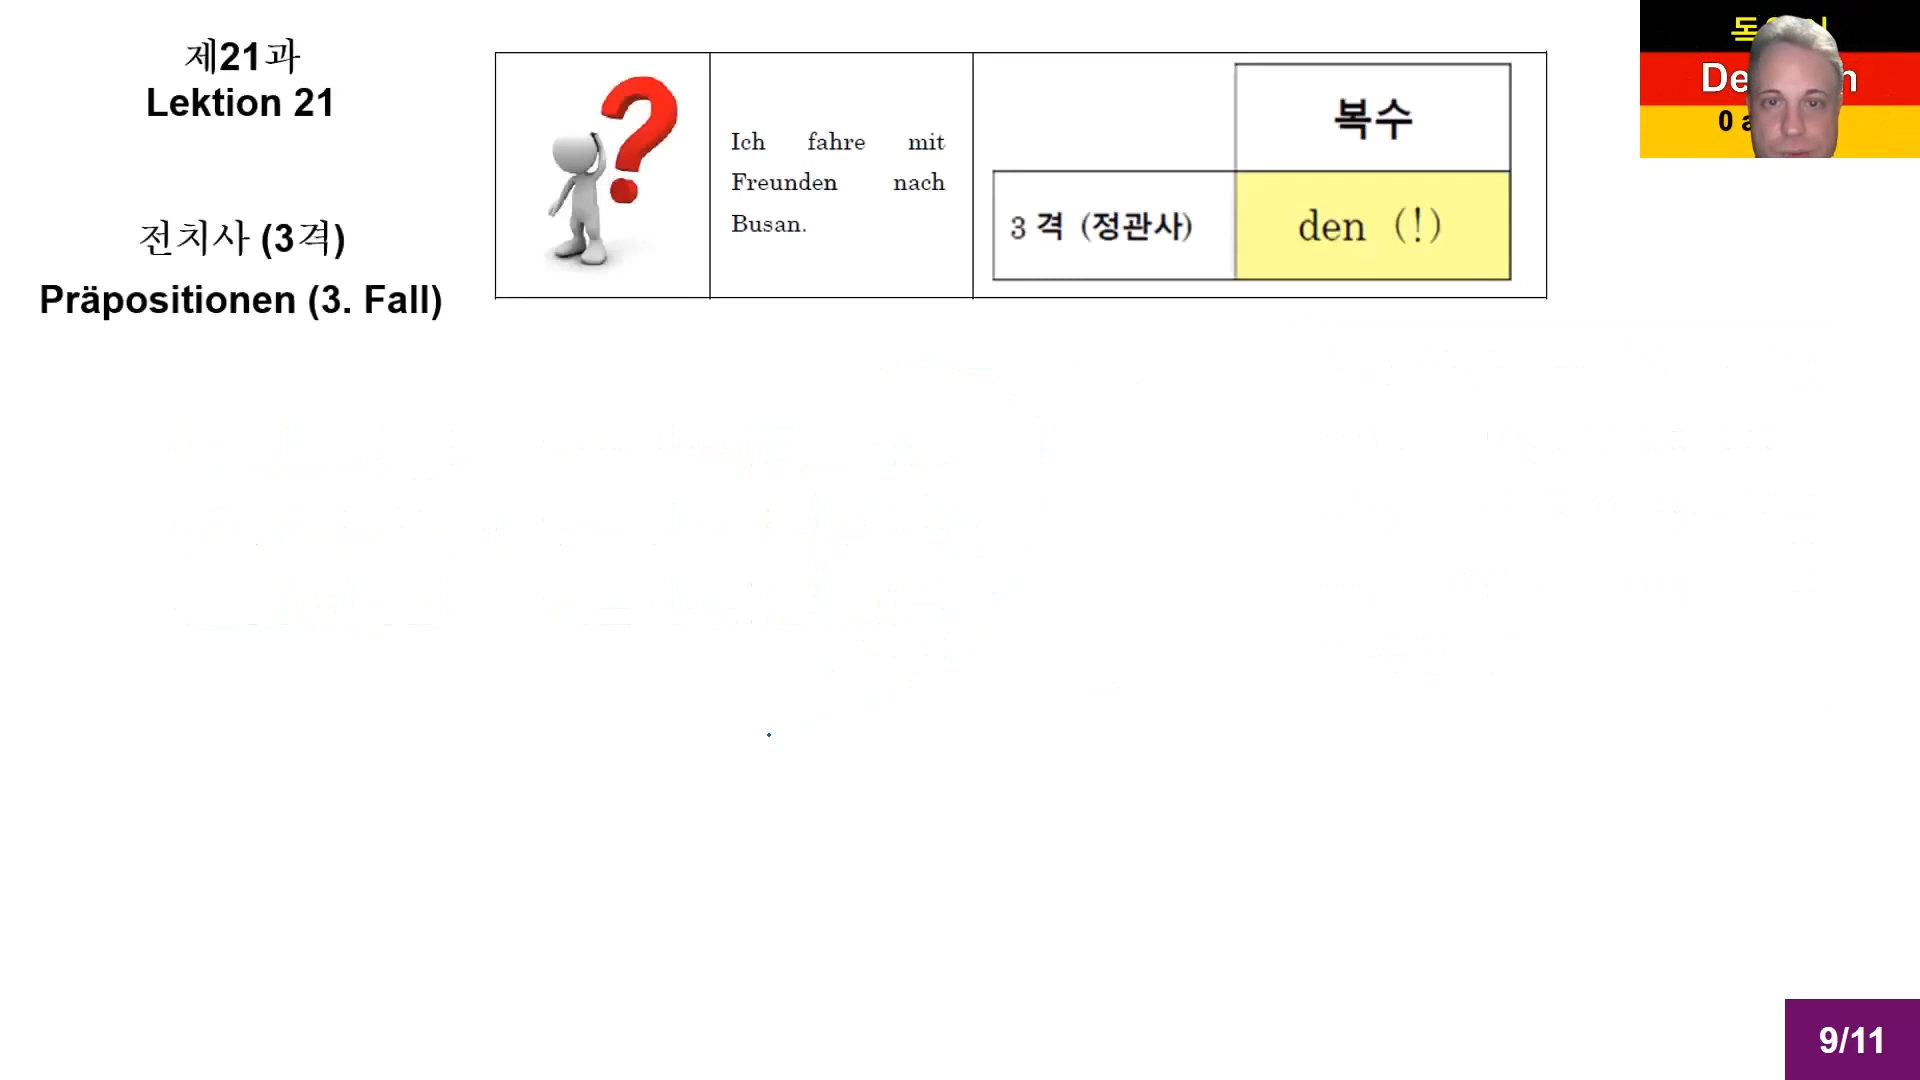 제21과
Lektion 21
전치사 (3격)
Präpositionen (3. Fall)
Ich fahre mit
Freunden nach
Busan.
복수
3 격 (정관사)
den (!)
9/11